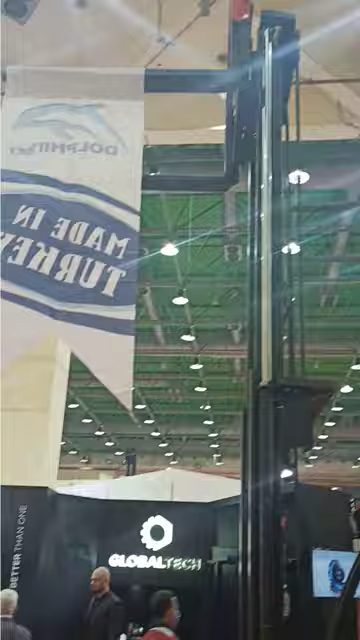 DOLPHIN
MADE IN
TURKEY
BETTER THAN ONE
GLOBALTECH